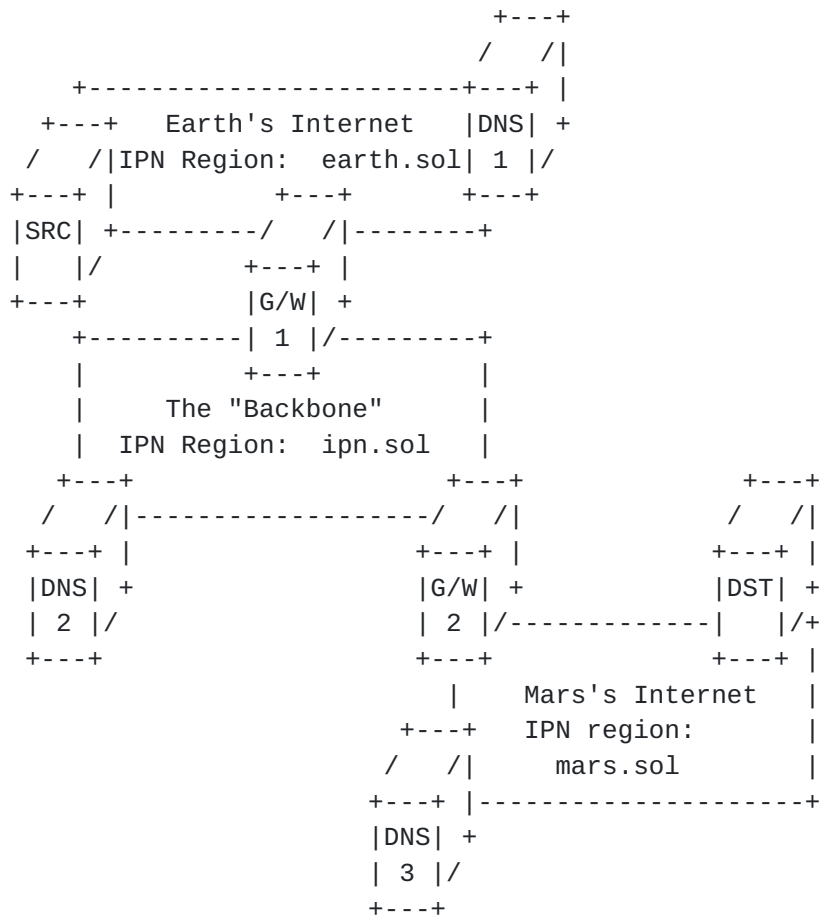 Earth's Internet |DNS|
IPN Region:  earth.sol| 1 |
|SRC|
|G/W|
| 1 |
The "Backbone"
IPN Region:  ipn.sol
|DNS| |G/W| |DST|
| 2 | | 2 |
Mars's Internet
IPN region:
mars.sol
|DNS|
| 3 |